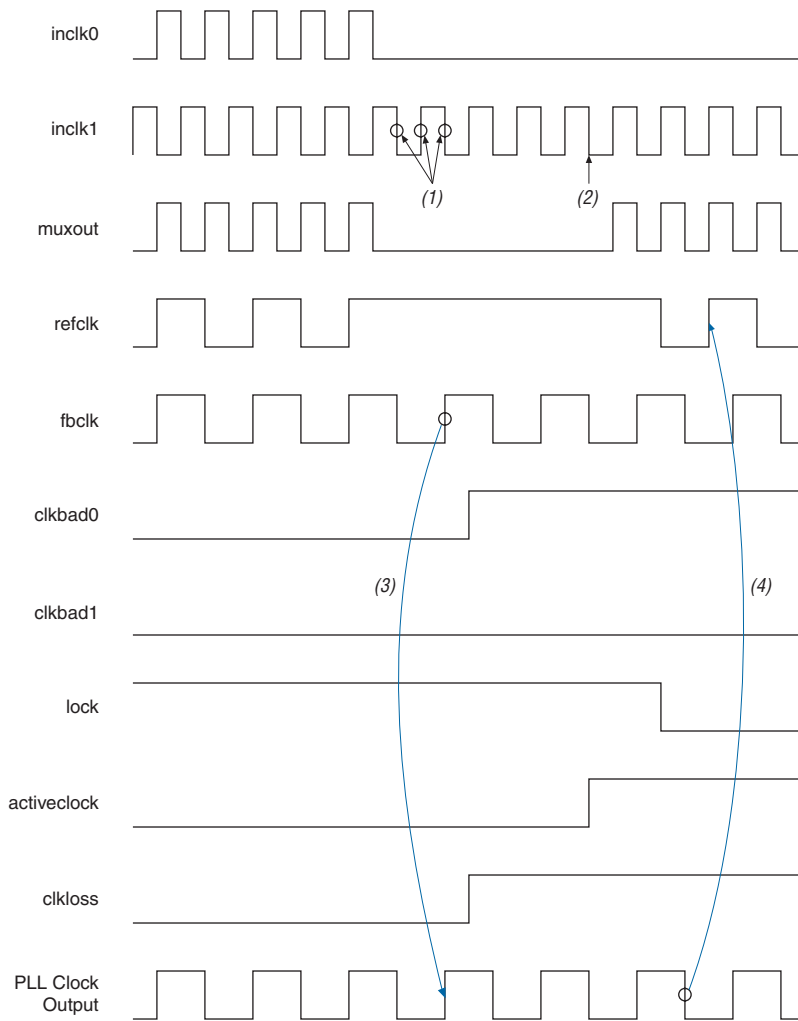 inclk0
inclk1
(1)
(2)
muxout
refclk
fbclk
clkbad0
(3)
(4)
clkbad1
lock
activeclock
clkloss
PLL Clock
Output